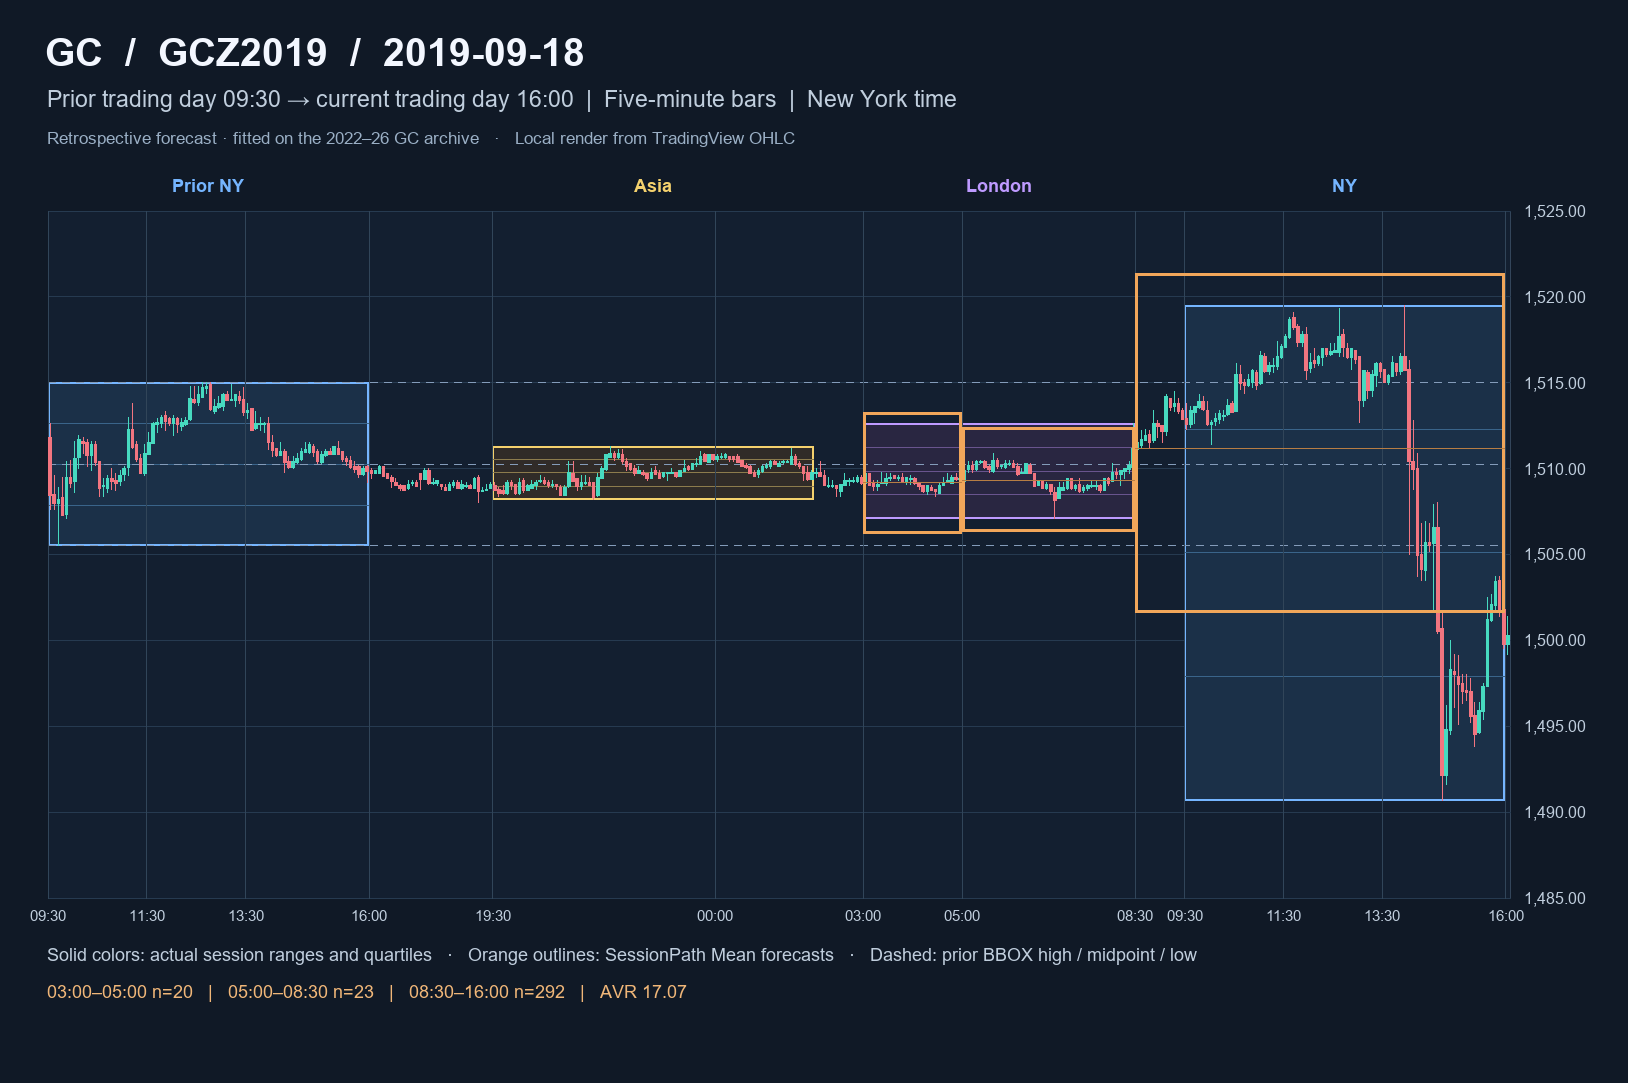 GC / GCZ2019 / 2019-09-18
Prior trading day 09:30 → current trading day 16:00 | Five-minute bars | New York time
Retrospective forecast · fitted on the 2022–26 GC archive · Local render from TradingView OHLC
Prior NY Asia London NY
1,525.00
1,520.00
1,515.00
1,510.00
1,505.00
1,500.00
1,495.00
1,490.00
1,485.00
09:30 11:30 13:30 16:00 19:30 00:00 03:00 05:00 08:30 09:30 11:30 13:30 16:00
Solid colors: actual session ranges and quartiles · Orange outlines: SessionPath Mean forecasts · Dashed: prior BBOX high / midpoint / low
03:00–05:00 n=20 | 05:00–08:30 n=23 | 08:30–16:00 n=292 | AVR 17.07